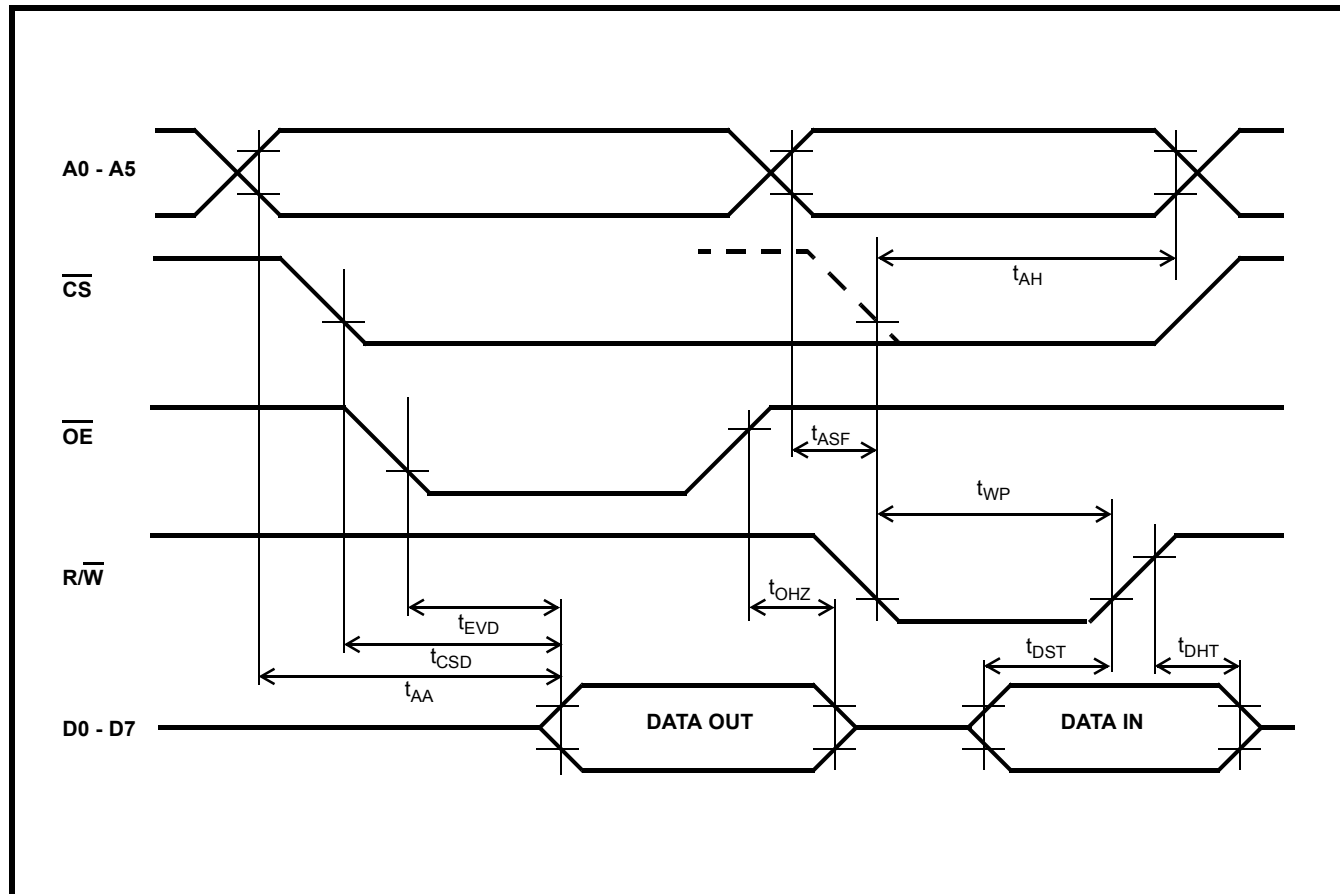 A0 - A5
CS
tAH
OE
tASF
tWP
R/W
tOHZ
tEVD
tCSD
tDST
tDHT
tAA
D0 - D7
DATA OUT
DATA IN